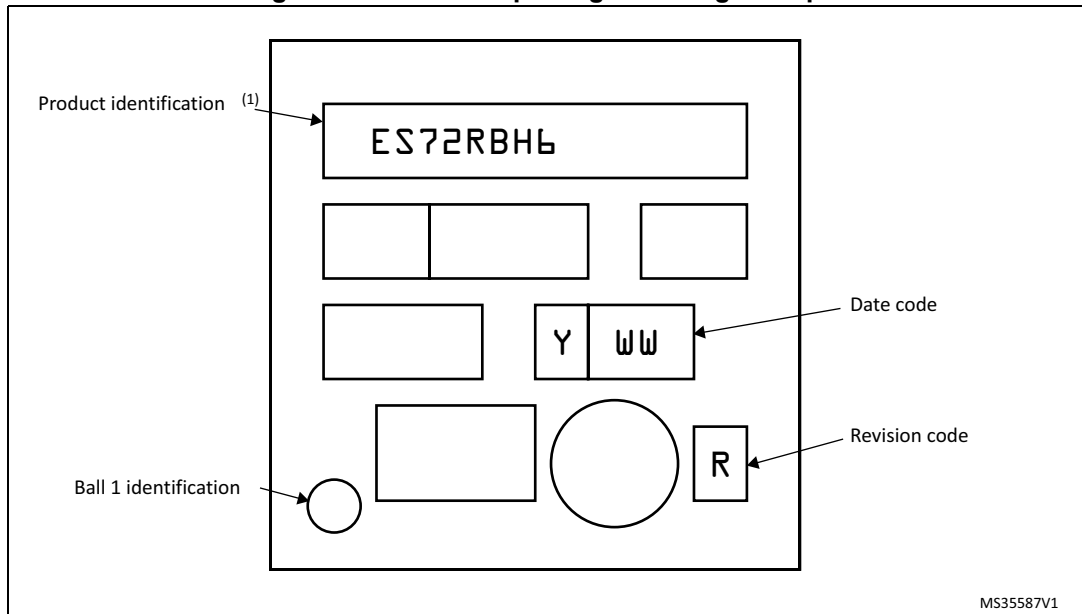 Product identification (1)
ES72RBH6
Y WW
Date code
R
Revision code
Ball 1 identification
MS35587V1